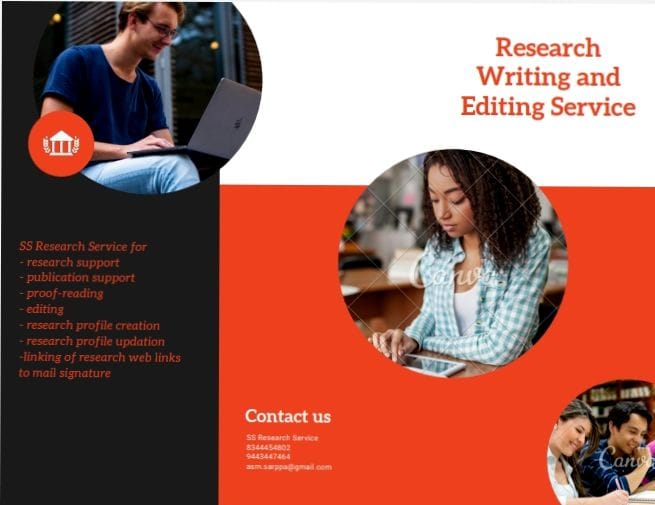 Research
Writing and
Editing Service
SS Research Service for
- research support
- publication support
- proof-reading
- editing
- research profile creation
- research profile updation
-linking of research web links
to mail signature
Canva
Contact us
SS Research Service
8344454802
9443447464
asm.sarppa@gmail.com
Canva